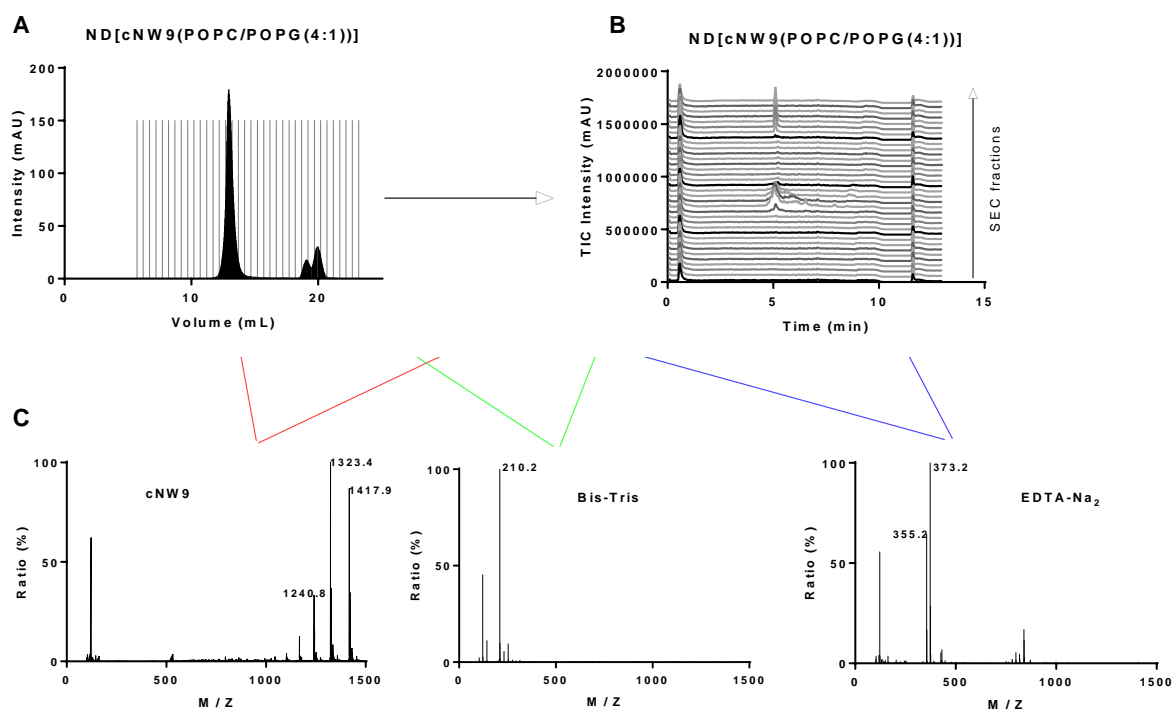 A
ND[cNW9(POPC/POPG(4:1))]
200
150
100
50
0
Intensity (mAU)
0
10
20
Volume (mL)
B
ND[cNW9(POPC/POPG(4:1))]
2000000
1500000
1000000
500000
0
TIC Intensity (mAU)
0
5
10
15
Time (min)
SEC fractions
C
100
50
0
Ratio (%)
cNW9
1323.4
1417.9
1240.8
0
500
1000
1500
M / Z
100
50
0
Ratio (%)
210.2
Bis-Tris
0
500
1000
1500
M / Z
100
50
0
Ratio (%)
373.2
355.2
EDTA-Na₂
0
500
1000
1500
M / Z